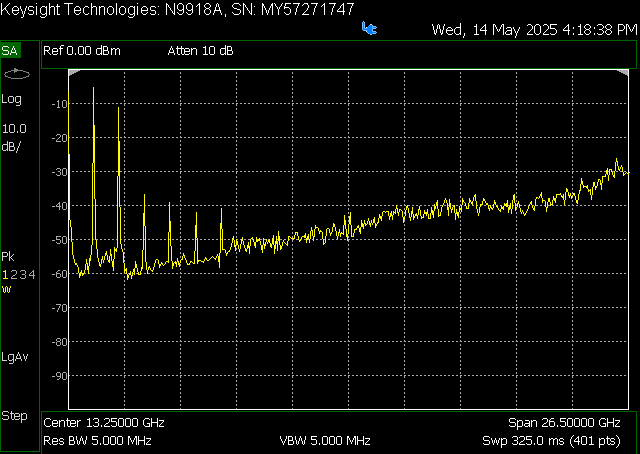 Keysight Technologies: N9918A, SN: MY57271747
Wed, 14 May 2025 4:18:38 PM
SA
Ref 0.00 dBm Atten 10 dB
Log
10.0
dB/
-10
-20
-30
-40
-50
-60
-70
-80
-90
Pk
1234
W
LgAv
Step
Center 13.25000 GHz Span 26.50000 GHz
Res BW 5.000 MHz VBW 5.000 MHz Swp 325.0 ms (401 pts)